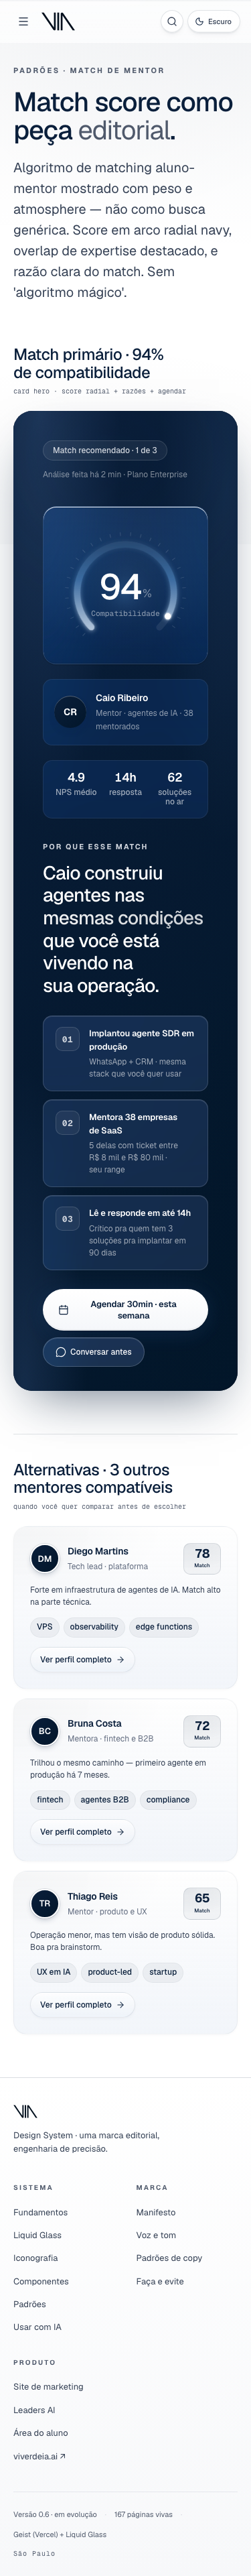 VIA
Escuro
PADRÕES · MATCH DE MENTOR
Match score como
peça editorial.
Algoritmo de matching aluno-
mentor mostrado com peso e
atmosphere — não como busca
genérica. Score em arco radial navy,
overlap de expertise destacado, e
razão clara do match. Sem
'algoritmo mágico'.
Match primário · 94%
de compatibilidade
card hero · score radial + razões + agendar
Match recomendado · 1 de 3
Análise feita há 2 min · Plano Enterprise
94%
Compatibilidade
CR
Caio Ribeiro
Mentor · agentes de IA · 38
mentorados
4.9
NPS médio
14h
resposta
62
soluções
no ar
POR QUE ESSE MATCH
Caio construiu
agentes nas
mesmas condições
que você está
vivendo na
sua operação.
01
Implantou agente SDR em
produção
WhatsApp + CRM · mesma
stack que você quer usar
02
Mentora 38 empresas
de SaaS
5 delas com ticket entre
R$ 8 mil e R$ 80 mil ·
seu range
03
Lê e responde em até 14h
Crítico pra quem tem 3
soluções pra implantar em
90 dias
Agendar 30min · esta
semana
Conversar antes
Alternativas · 3 outros
mentores compatíveis
quando você quer comparar antes de escolher
DM
Diego Martins
Tech lead · plataforma
78
Match
Forte em infraestrutura de agentes de IA. Match alto
na parte técnica.
VPS
observability
edge functions
Ver perfil completo →
BC
Bruna Costa
Mentora · fintech e B2B
72
Match
Trilhou o mesmo caminho — primeiro agente em
produção há 7 meses.
fintech
agentes B2B
compliance
Ver perfil completo →
TR
Thiago Reis
Mentor · produto e UX
65
Match
Operação menor, mas tem visão de produto sólida.
Boa pra brainstorm.
UX em IA
product-led
startup
Ver perfil completo →
VIA
Design System · uma marca editorial,
engenharia de precisão.
SISTEMA
Fundamentos
Liquid Glass
Iconografia
Componentes
Padrões
Usar com IA
MARCA
Manifesto
Voz e tom
Padrões de copy
Faça e evite
PRODUTO
Site de marketing
Leaders AI
Área do aluno
viverdeia.ai ↗
Versão 0.6 · em evolução · 167 páginas vivas ·
Geist (Vercel) + Liquid Glass
São Paulo